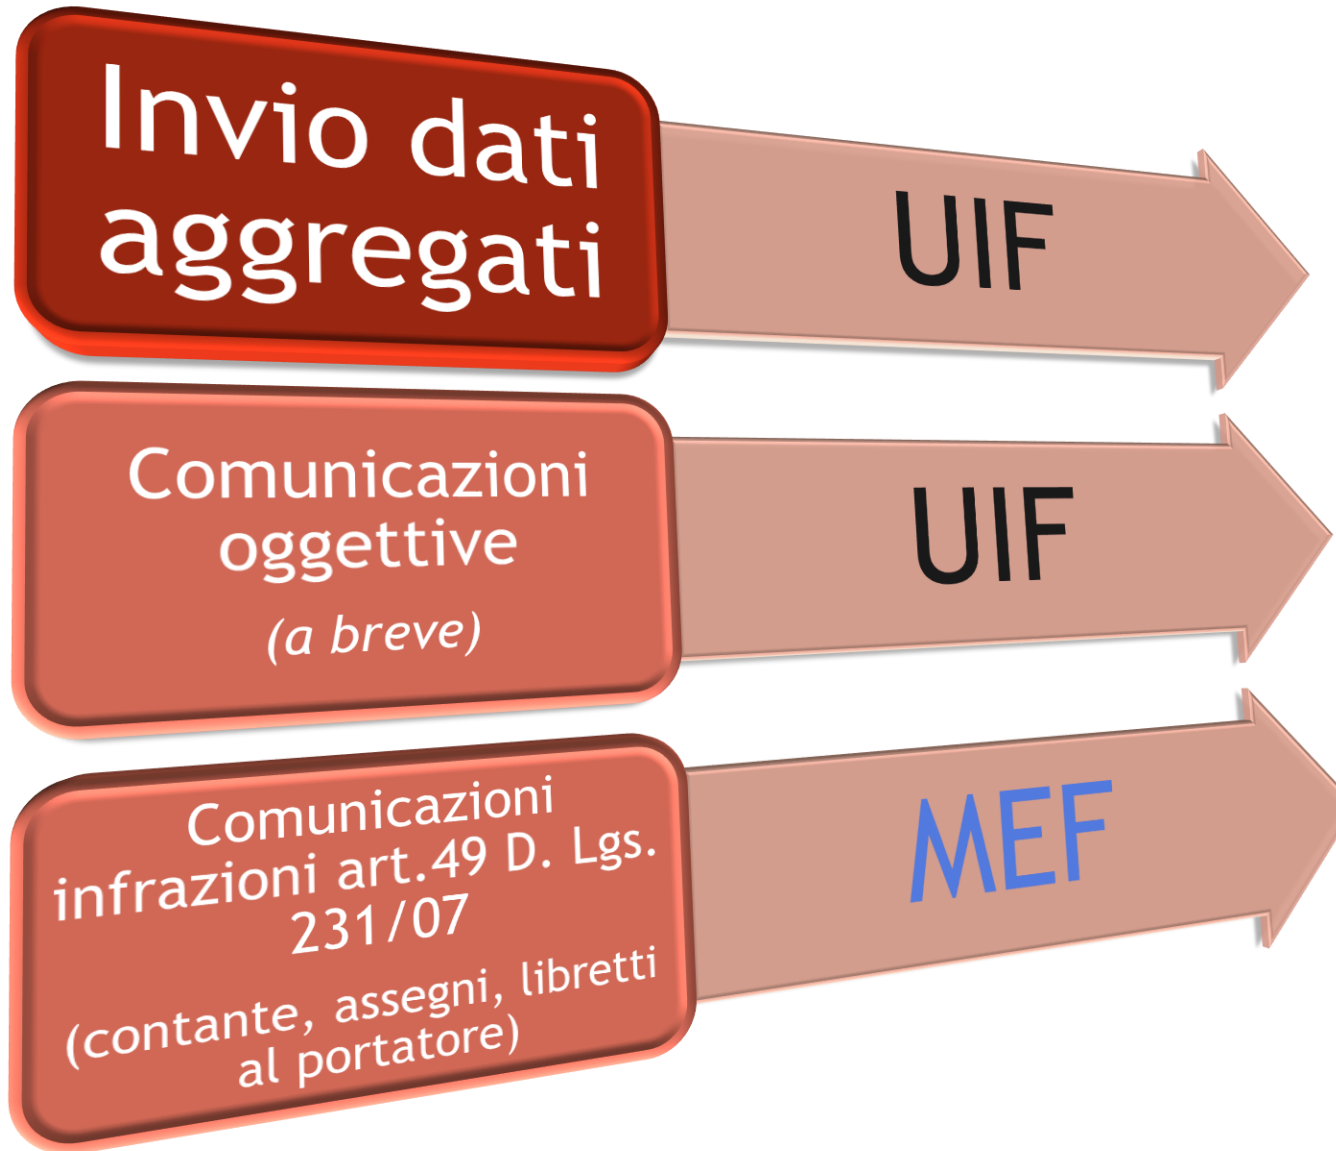 Invio dati
aggregati
UIF
Comunicazioni
oggettive
(a breve)
UIF
Comunicazioni
infrazioni art.49 D. Lgs.
231/07
(contante, assegni, libretti
al portatore)
MEF